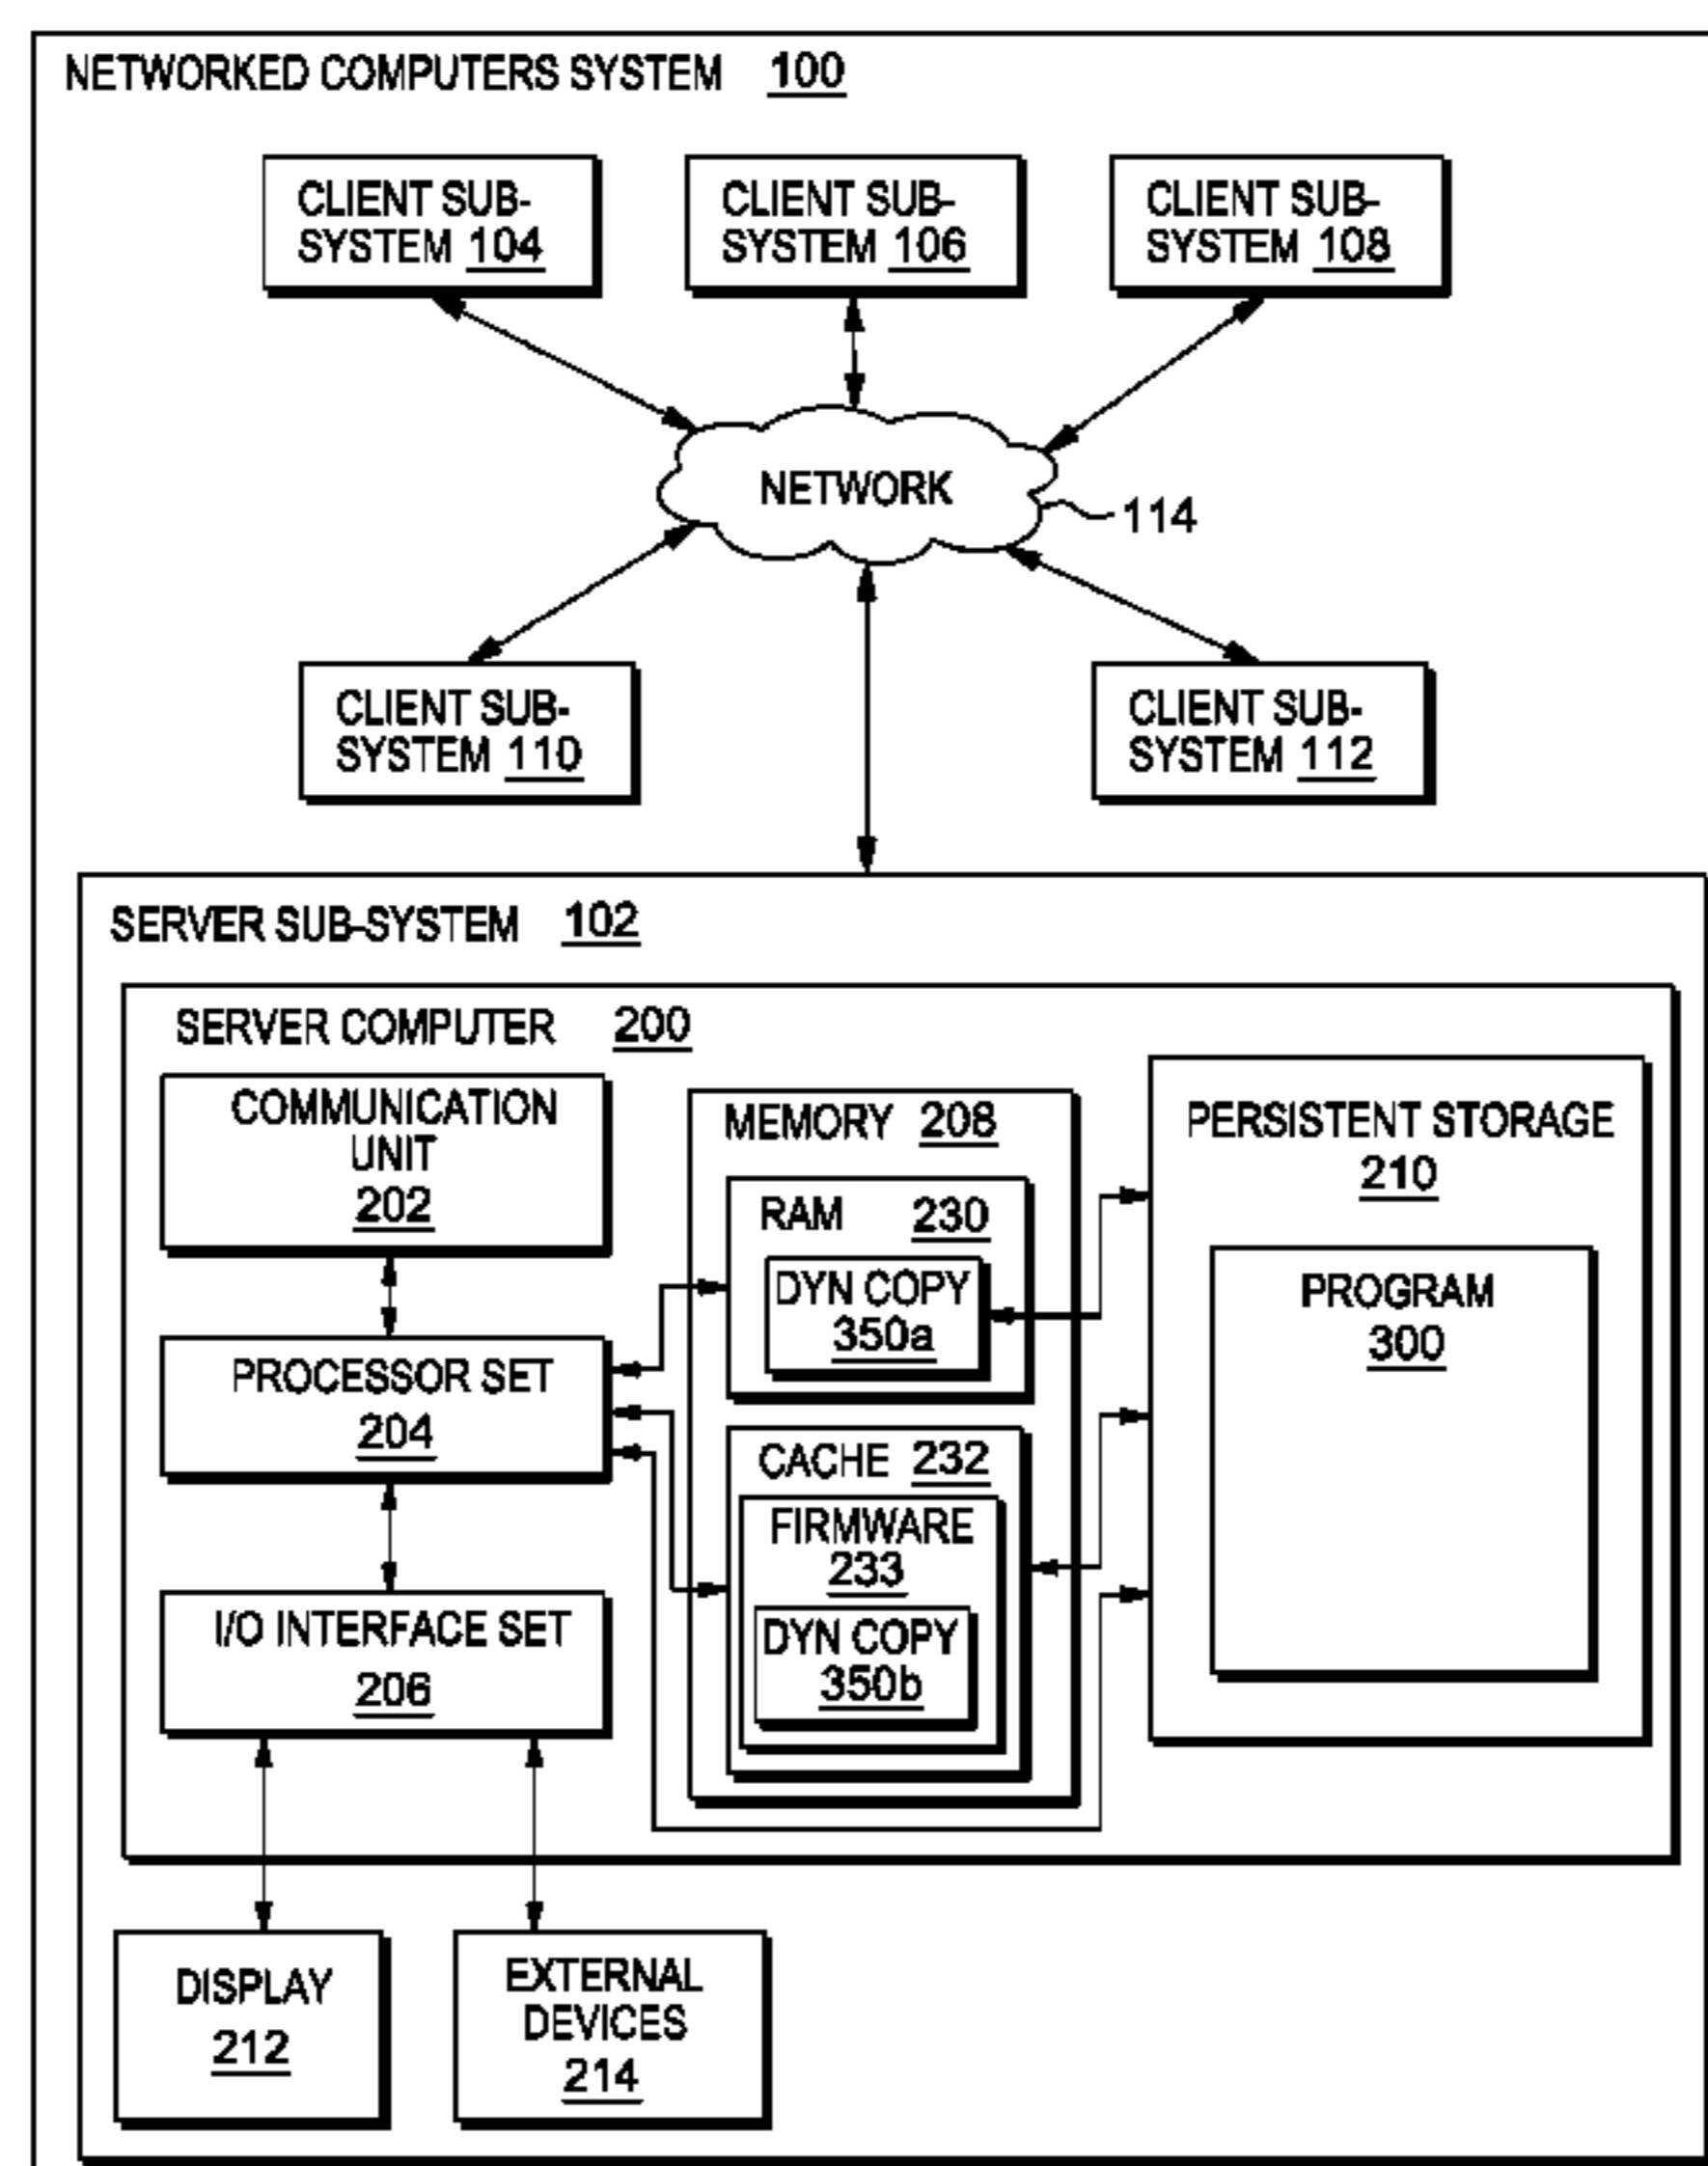 NETWORKED COMPUTERS SYSTEM 100
CLIENT SUB-
SYSTEM 104
CLIENT SUB-
SYSTEM 106
CLIENT SUB-
SYSTEM 108
NETWORK
114
CLIENT SUB-
SYSTEM 110
CLIENT SUB-
SYSTEM 112
SERVER SUB-SYSTEM 102
SERVER COMPUTER 200
COMMUNICATION
UNIT
202
PROCESSOR SET
204
I/O INTERFACE SET
206
MEMORY 208
RAM 230
DYN COPY
350a
CACHE 232
FIRMWARE
233
DYN COPY
350b
PERSISTENT STORAGE
210
PROGRAM
300
DISPLAY
212
EXTERNAL
DEVICES
214